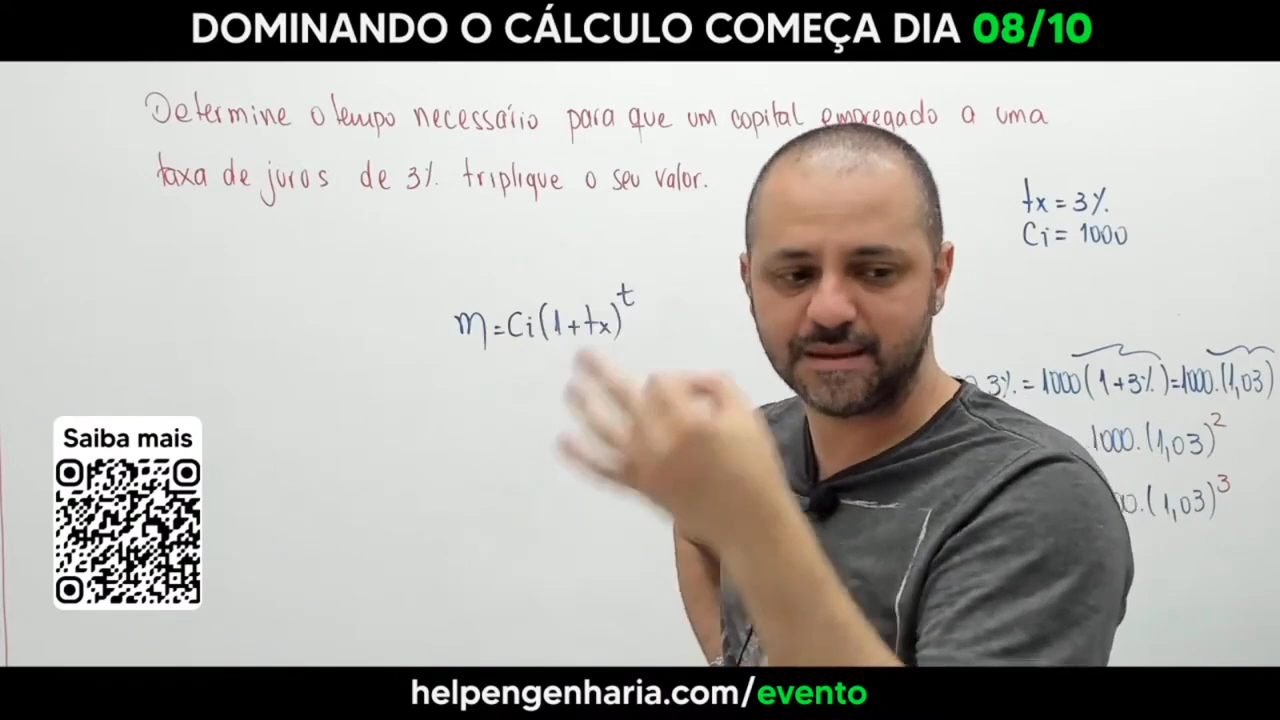 DOMINANDO O CÁLCULO COMEÇA DIA 08/10
Determine o tempo necessário para que um capital empregado a uma
taxa de juros de 3% triplique o seu valor.
tx = 3%
Ci = 1000
m = Ci(1+tx)^t
3% = 1000(1+3%) = 1000.(1,03)
1000.(1,03)^2
.(1,03)^3
Saiba mais
helpengenharia.com/evento